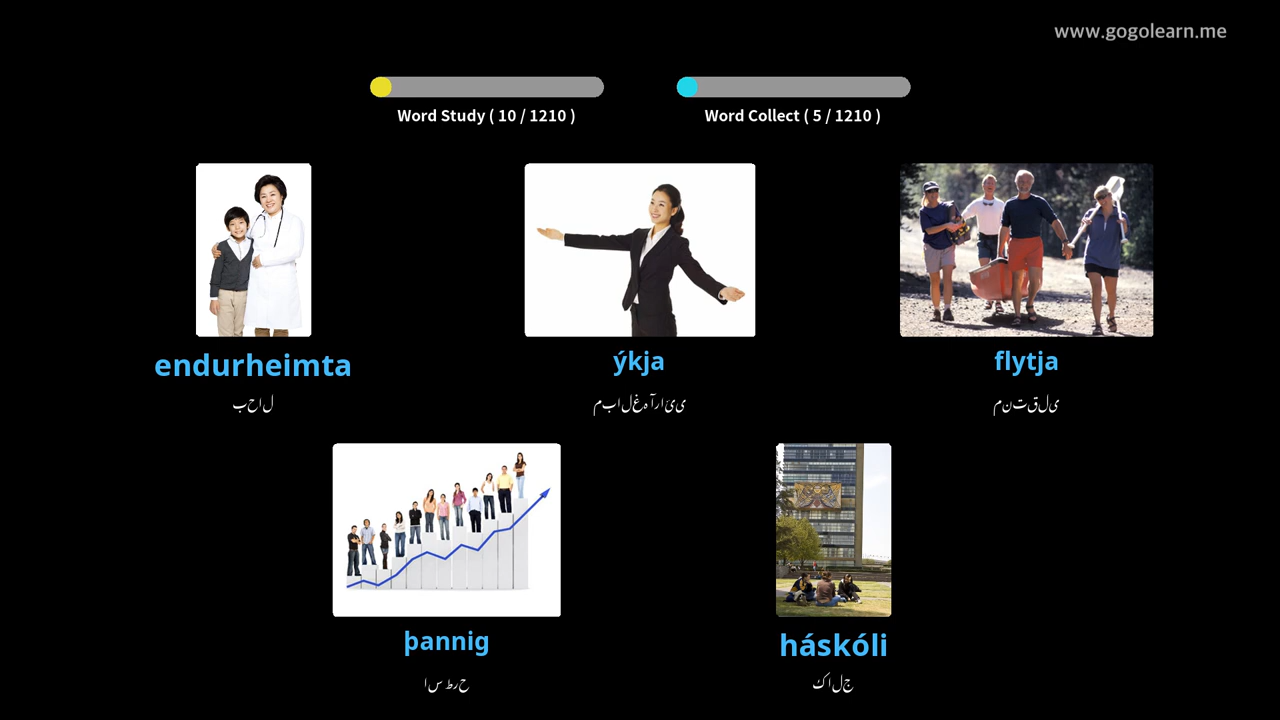 www.gogolearn.me
Word Study ( 10 / 1210 )
Word Collect ( 5 / 1210 )
endurheimta
بحال
ýkja
مبالغہ آرائی
flytja
منتقلی
þannig
اس طرح
háskóli
کالج